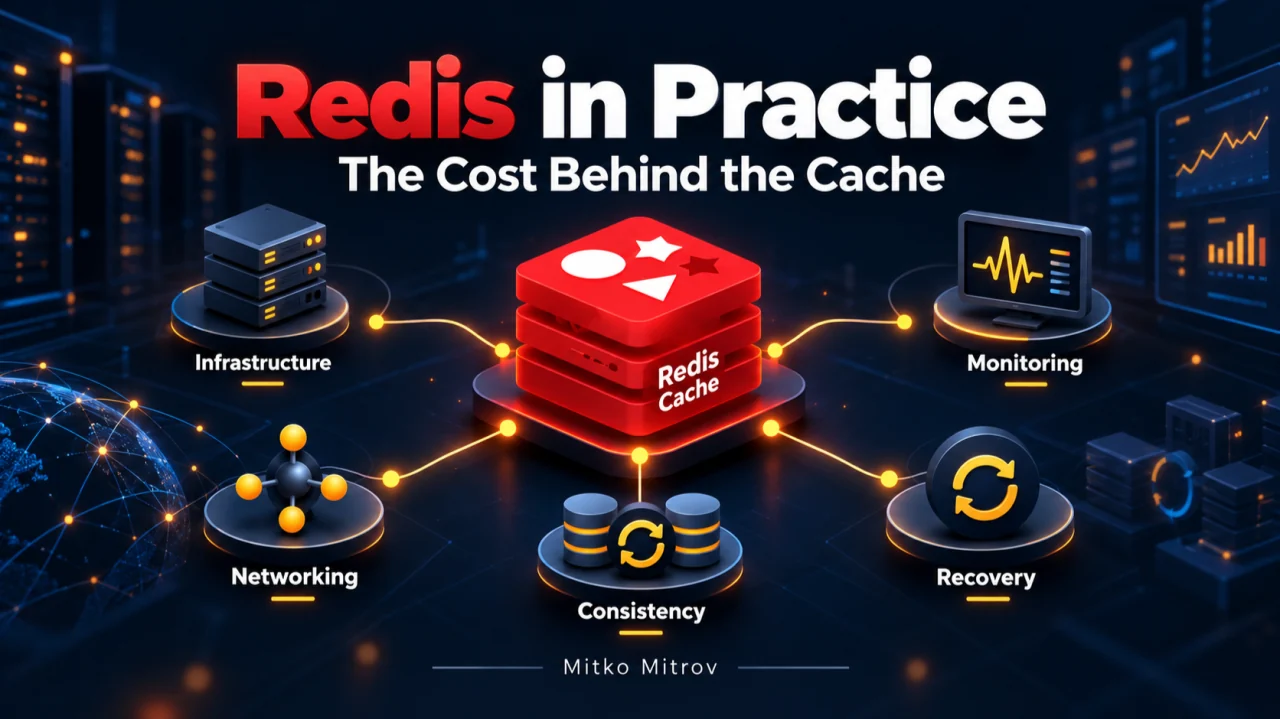 Redis in Practice
The Cost Behind the Cache
Infrastructure
Redis
Cache
Monitoring
Networking
Consistency
Recovery
Mitko Mitrov